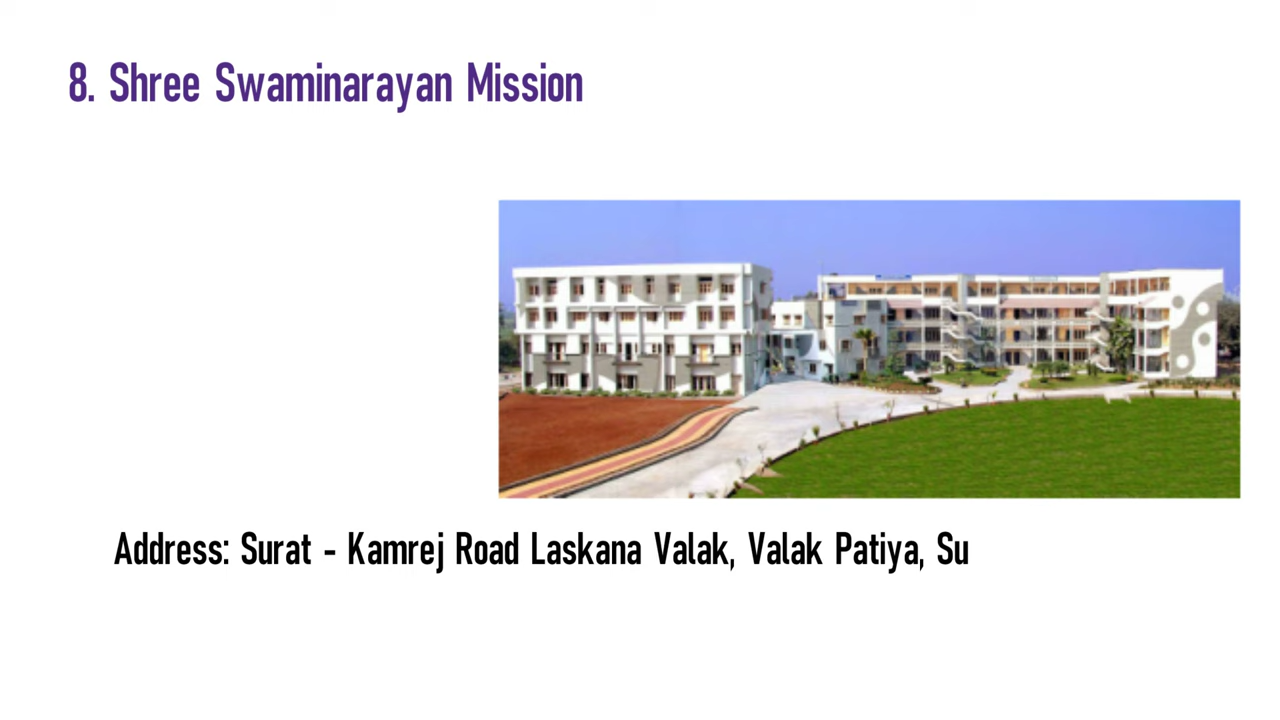 8. Shree Swaminarayan Mission
Address: Surat - Kamrej Road Laskana Valak, Valak Patiya, Su